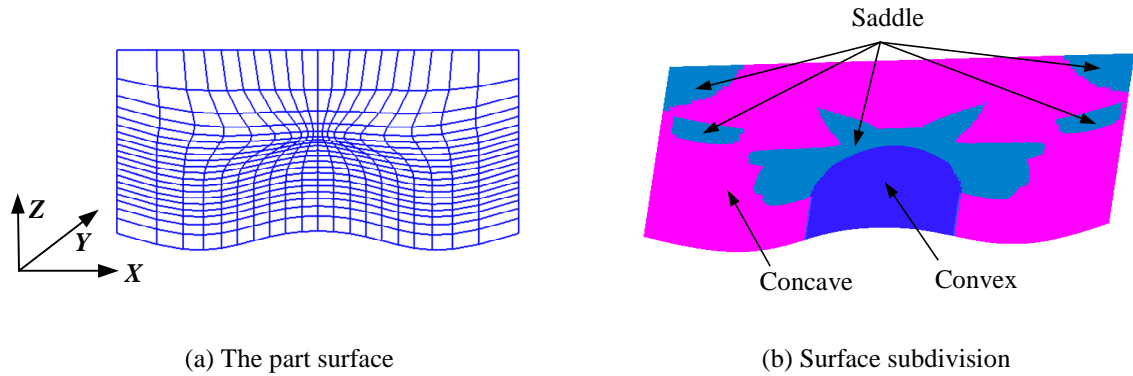 Saddle
Z
Y
X
Concave
Convex
(a) The part surface
(b) Surface subdivision